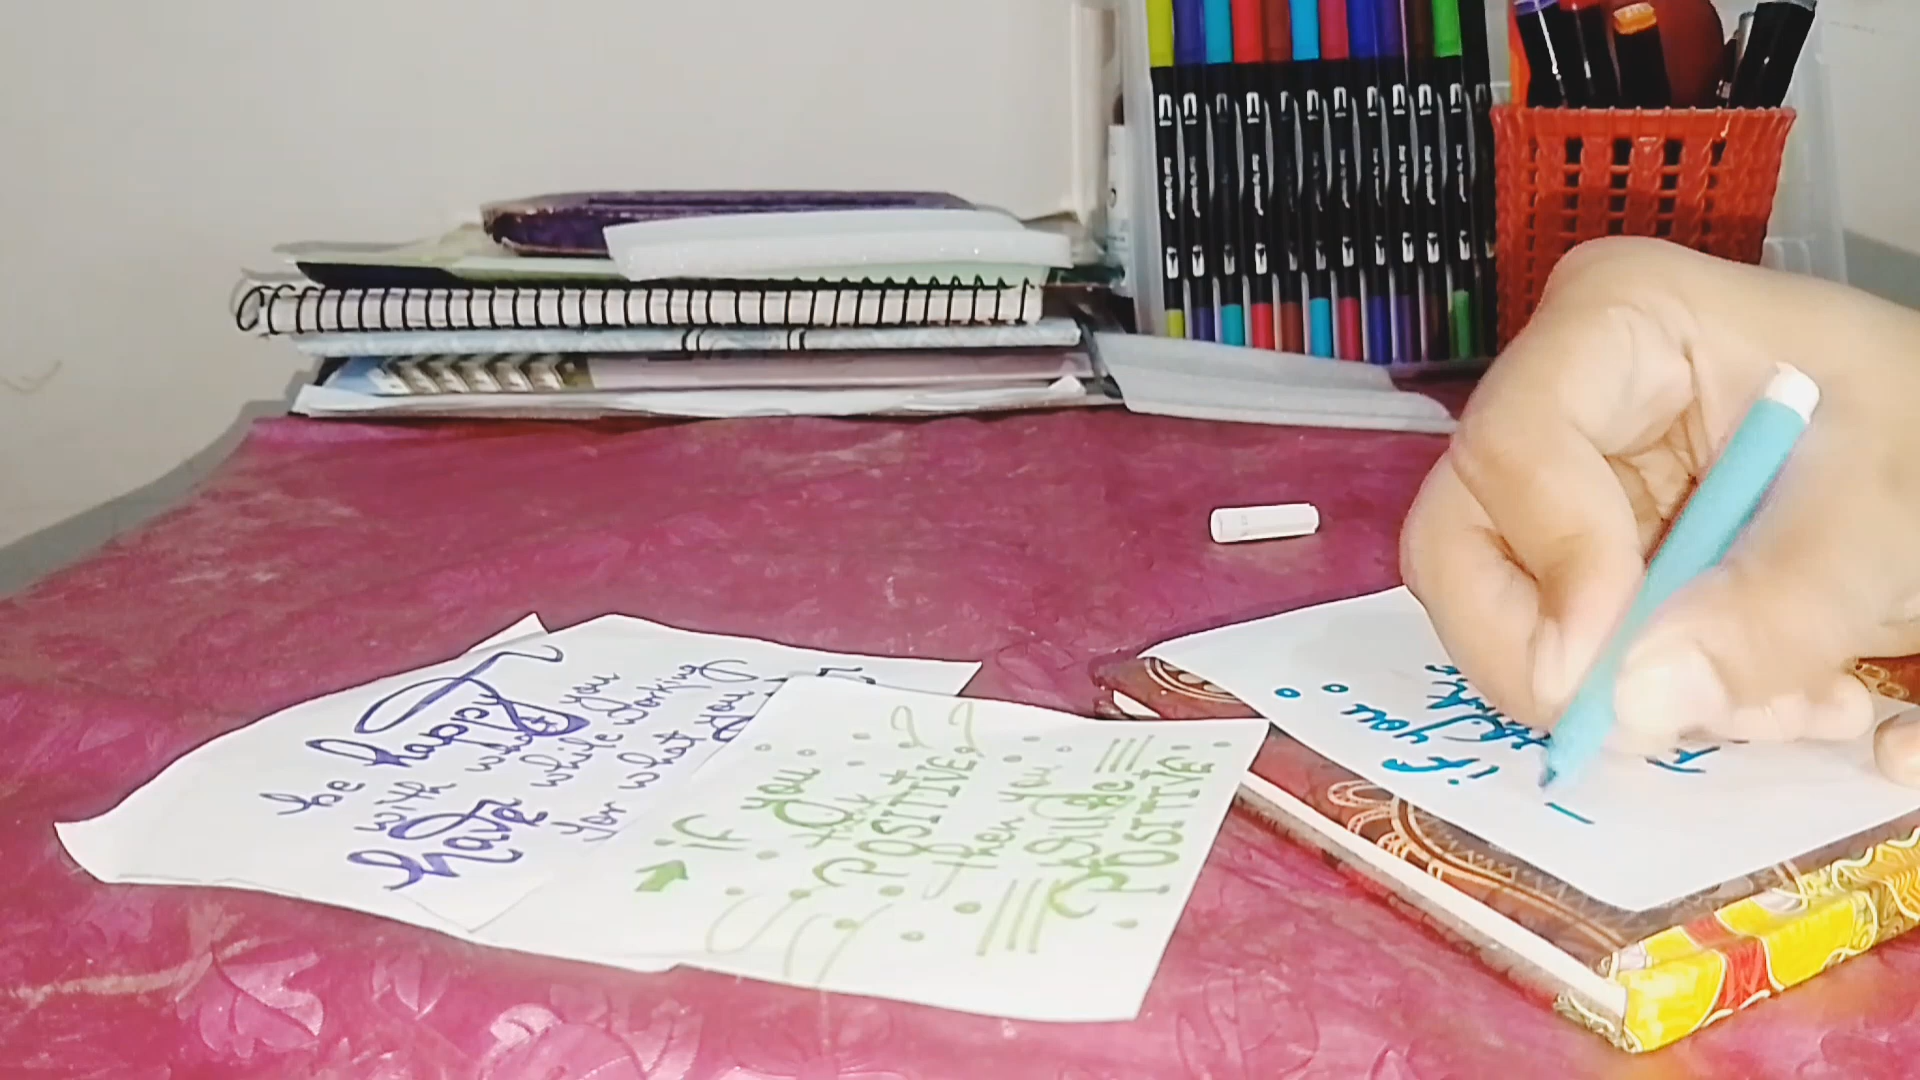 be happy
with what you
have while working
for what you
IF you
think
POSITIVE,
then you
be
POSITIVE
if you
think